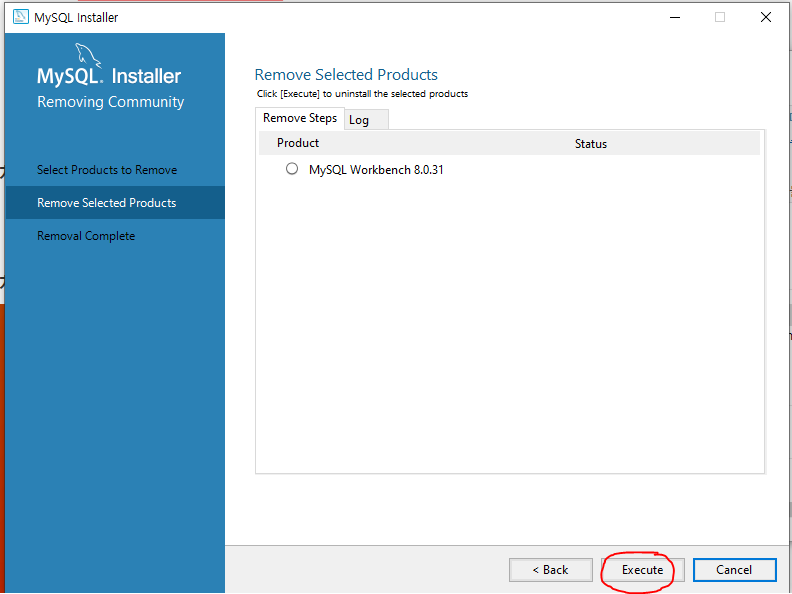 MySQL Installer
MySQL. Installer
Removing Community
Select Products to Remove
Remove Selected Products
Removal Complete
Remove Selected Products
Click [Execute] to uninstall the selected products
Remove Steps Log
Product Status
MySQL Workbench 8.0.31
< Back Execute Cancel